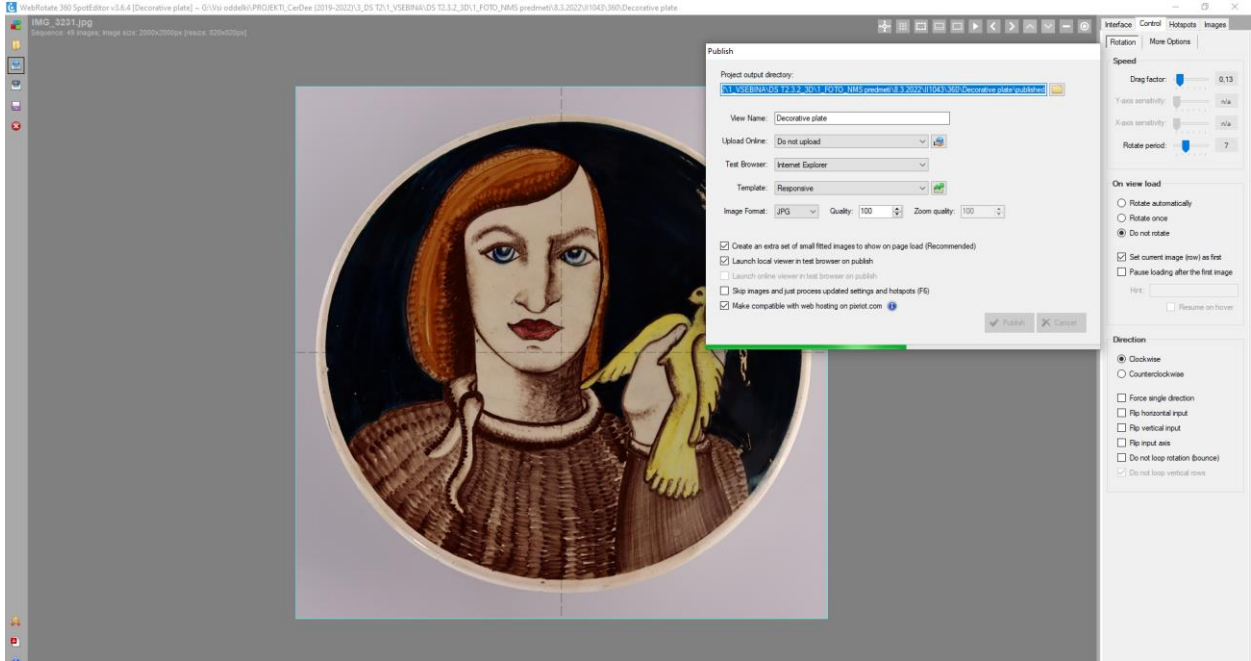 WebRotate 360 SpotEditor v3.6.4 [Decorative plate] – G:\Vsi oddelki\PROJEKTI_CerDee (2019-2022)\3_DS T2\1_VSEBINA\DS T2.3.2_3D\1_FOTO_NMS predmeti\8.3.2022\I1043\360\Decorative plate
IMG_3231.jpg
Sequence: 49 images; Image size: 2000x2000px [resize: 820x820px]
Publish
Project output directory:
\1_VSEBINA\DS T2.3.2_3D\1_FOTO_NMS predmeti\8.3.2022\I1043\360\Decorative plate\published
View Name: Decorative plate
Upload Online: Do not upload
Test Browser: Internet Explorer
Template: Responsive
Image Format: JPG Quality: 100 Zoom quality: 100
Create an extra set of small fitted images to show on page load (Recommended)
Launch local viewer in test browser on publish
Launch online viewer in test browser on publish
Skip images and just process updated settings and hotspots (F6)
Make compatible with web hosting on pixriot.com
Publish Cancel
Interface Control Hotspots Images
Rotation More Options
Speed
Drag factor: 0,13
Y-axis sensitivity: n/a
X-axis sensitivity: n/a
Rotate period: 7
On view load
Rotate automatically
Rotate once
Do not rotate
Set current image (row) as first
Pause loading after the first image
Hint:
Resume on hover
Direction
Clockwise
Counterclockwise
Force single direction
Flip horizontal input
Flip vertical input
Flip input axis
Do not loop rotation (bounce)
Do not loop vertical rows